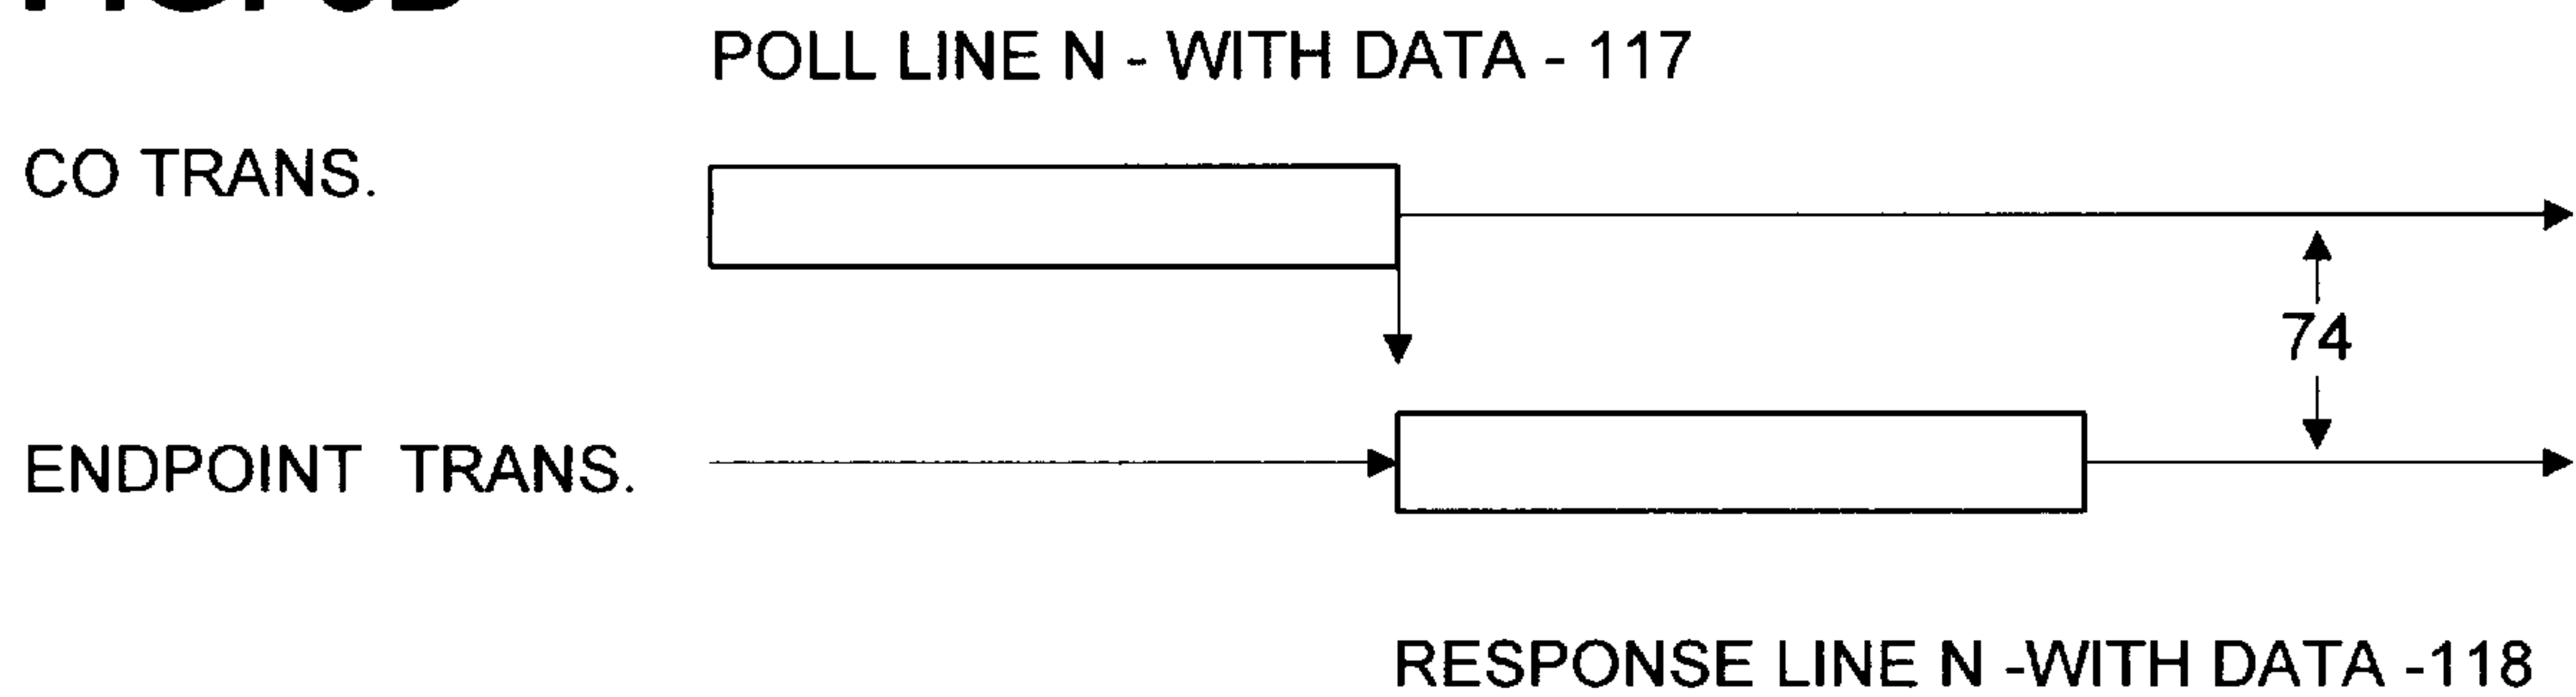 POLL LINE N - WITH DATA - 117
CO TRANS.
74
ENDPOINT TRANS.
RESPONSE LINE N -WITH DATA -118